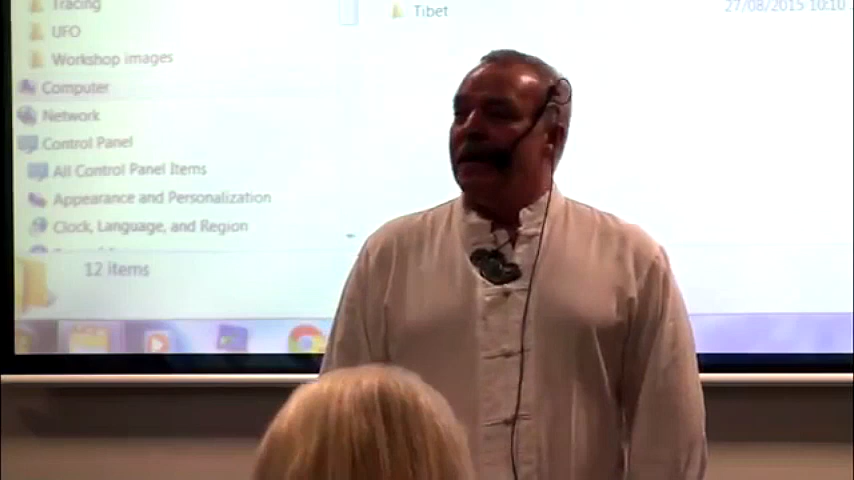 Tracing
Tibet
27/08/2015 10:10
UFO
Workshop images
Computer
Network
Control Panel
All Control Panel Items
Appearance and Personalization
Clock, Language, and Region
12 items